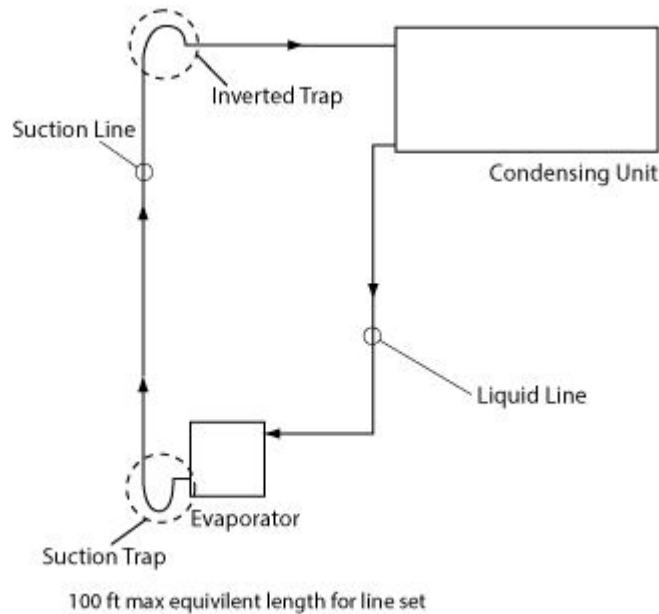 Inverted Trap
Suction Line
Condensing Unit
Liquid Line
Evaporator
Suction Trap
100 ft max equivilent length for line set